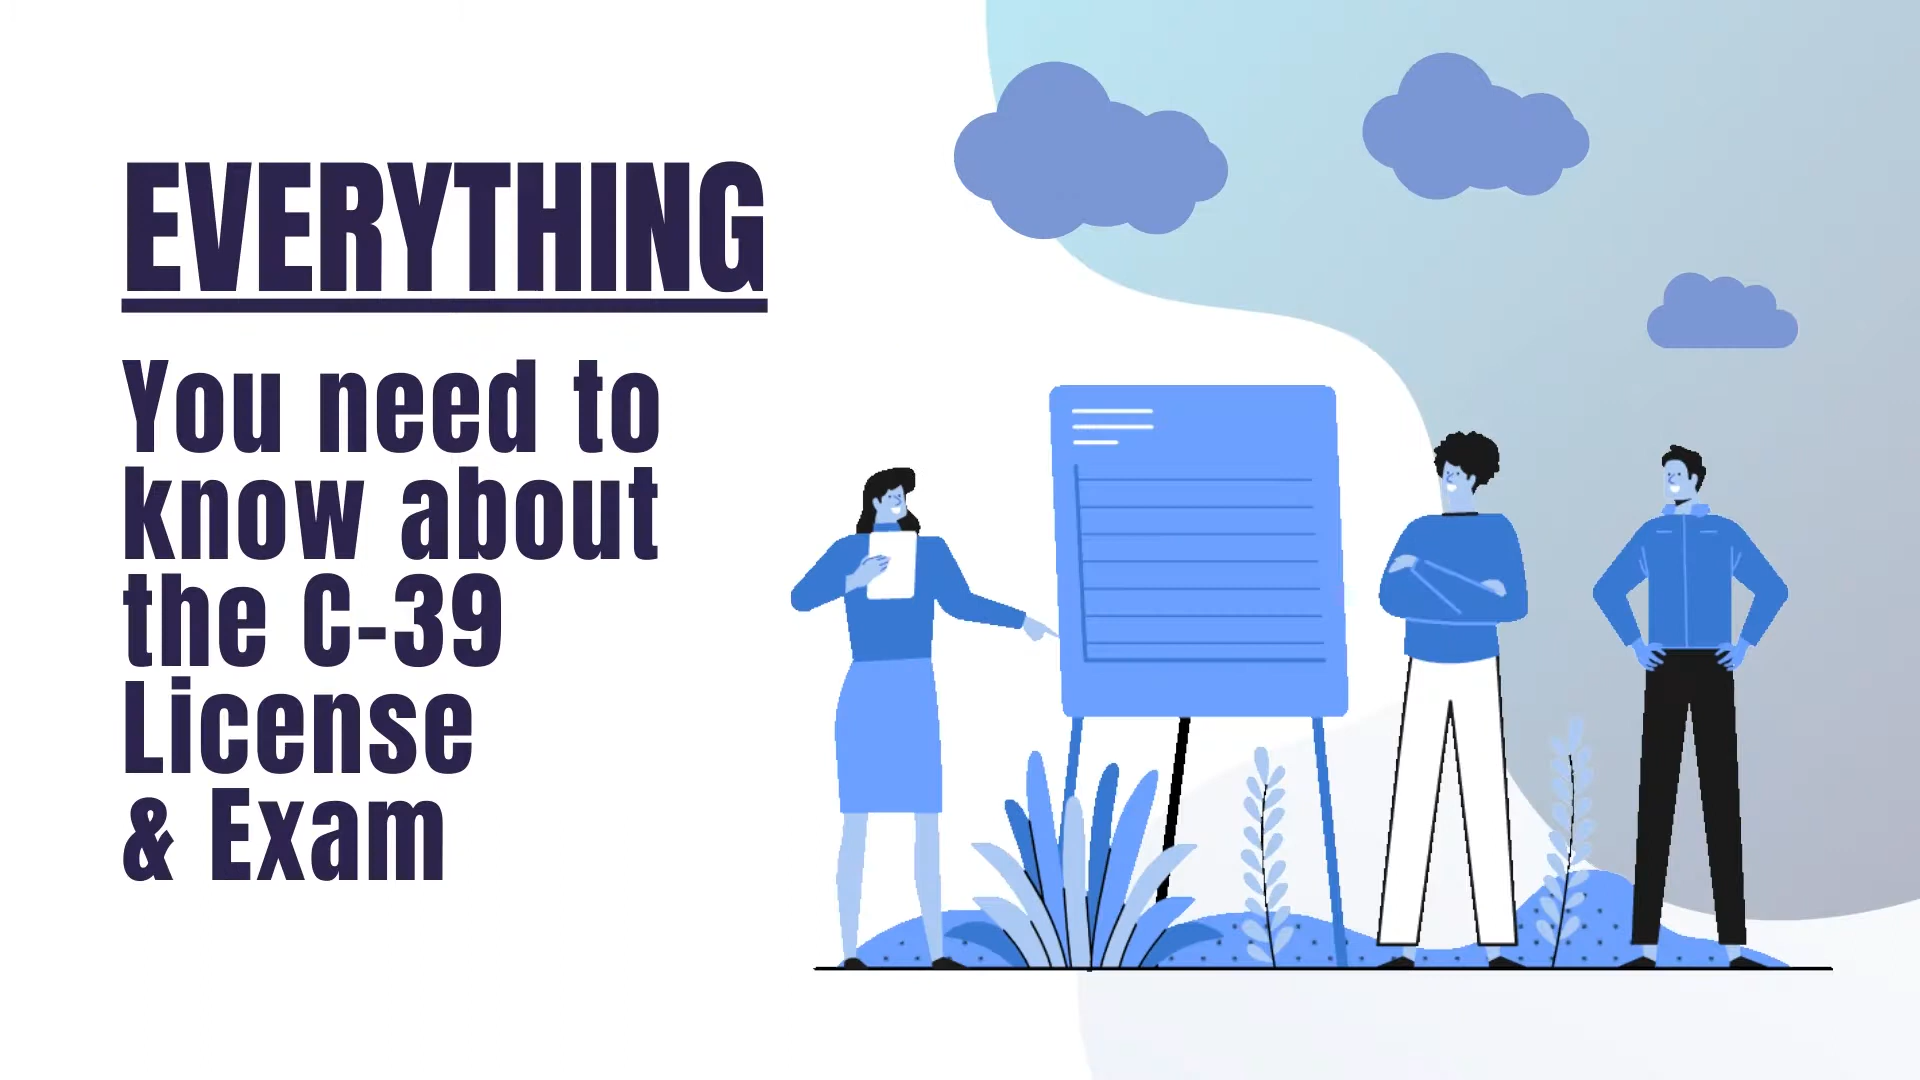 EVERYTHING
You need to
know about
the C-39
License
& Exam